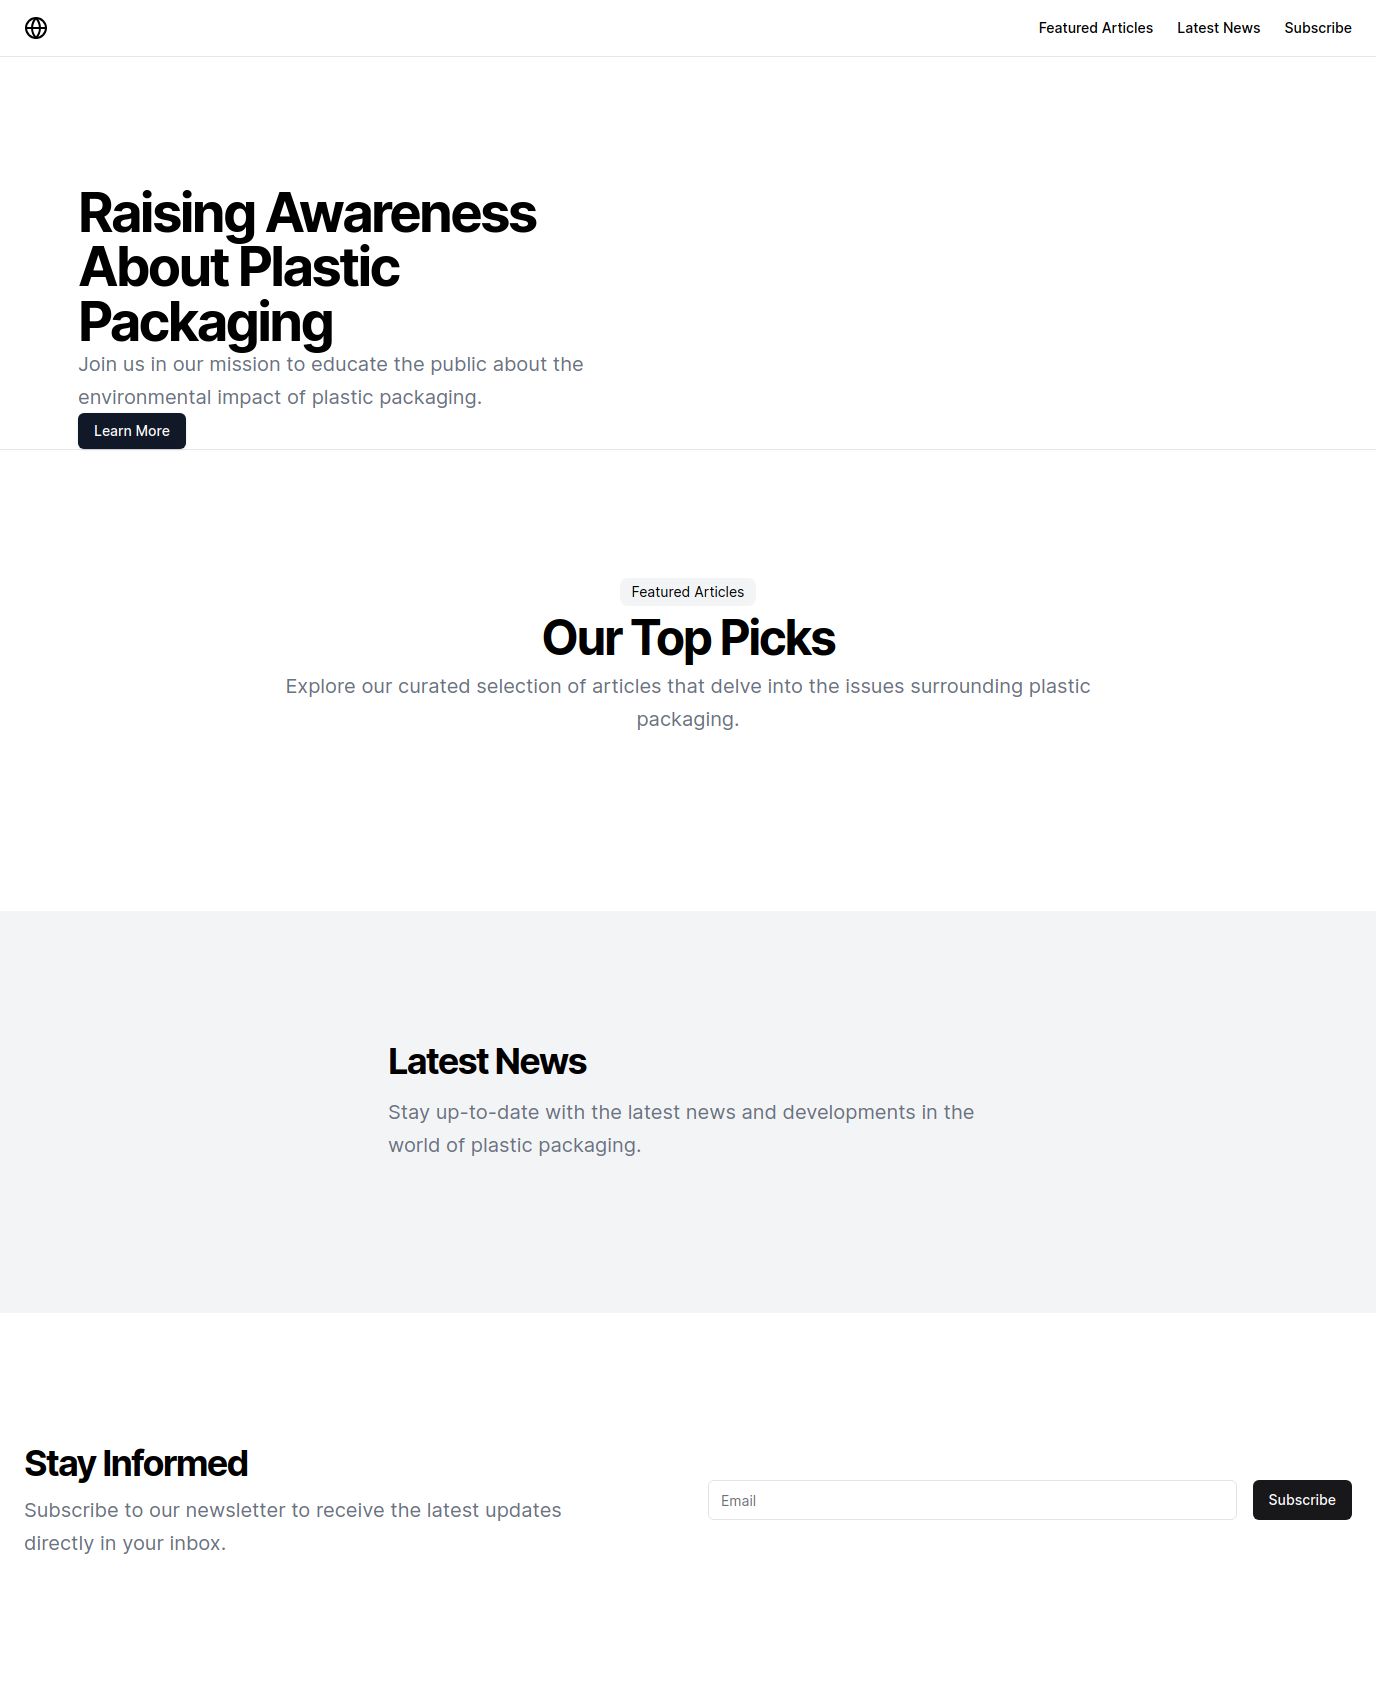 Featured Articles Latest News Subscribe
Raising Awareness
About Plastic
Packaging
Join us in our mission to educate the public about the
environmental impact of plastic packaging.
Learn More
Featured Articles
Our Top Picks
Explore our curated selection of articles that delve into the issues surrounding plastic
packaging.
Latest News
Stay up-to-date with the latest news and developments in the
world of plastic packaging.
Stay Informed
Subscribe to our newsletter to receive the latest updates
directly in your inbox.
Email
Subscribe